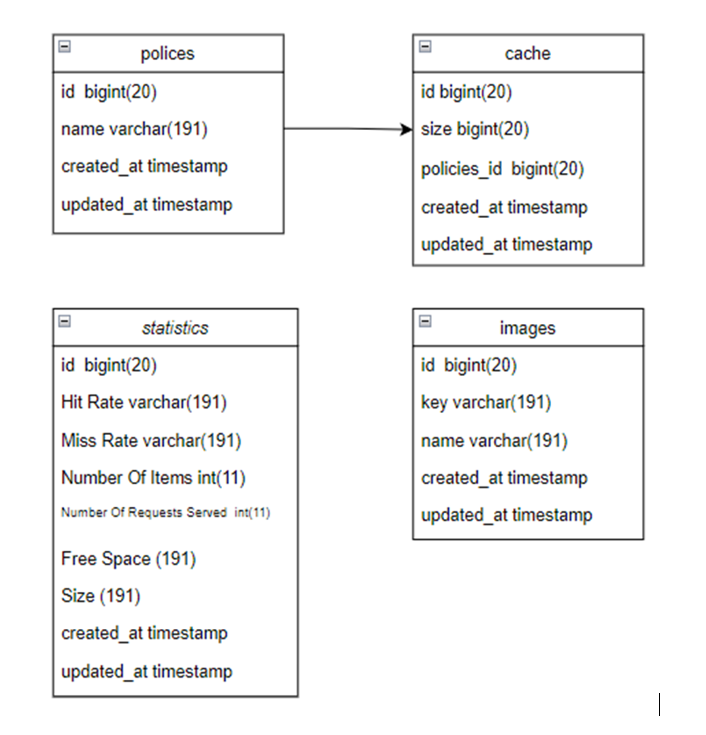 polices
id bigint(20)
name varchar(191)
created_at timestamp
updated_at timestamp
cache
id bigint(20)
size bigint(20)
policies_id bigint(20)
created_at timestamp
updated_at timestamp
statistics
id bigint(20)
Hit Rate varchar(191)
Miss Rate varchar(191)
Number Of Items int(11)
Number Of Requests Served int(11)
Free Space (191)
Size (191)
created_at timestamp
updated_at timestamp
images
id bigint(20)
key varchar(191)
name varchar(191)
created_at timestamp
updated_at timestamp